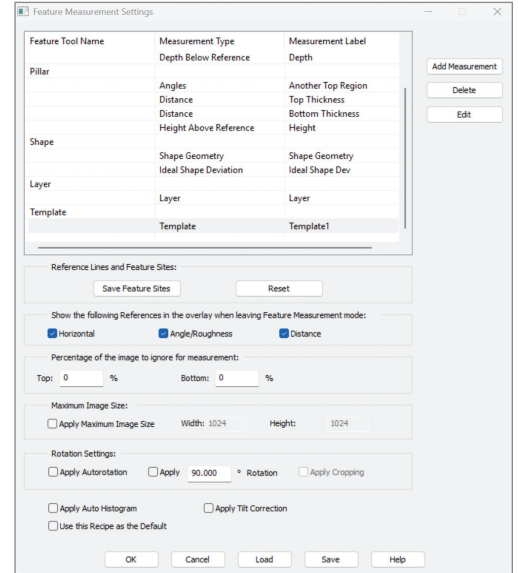 Feature Measurement Settings
Feature Tool Name Measurement Type Measurement Label
Depth Below Reference Depth
Add Measurement
Pillar
Angles Another Top Region
Delete
Distance Top Thickness
Distance Bottom Thickness
Edit
Height Above Reference Height
Shape
Shape Geometry Shape Geometry
Ideal Shape Deviation Ideal Shape Dev
Layer
Layer Layer
Template
Template Template1
Reference Lines and Feature Sites:
Save Feature Sites Reset
Show the following References in the overlay when leaving Feature Measurement mode:
Horizontal Angle/Roughness Distance
Percentage of the image to ignore for measurement:
Top: 0 % Bottom: 0 %
Maximum Image Size:
Apply Maximum Image Size Width: 1024 Height: 1024
Rotation Settings:
Apply Autorotation Apply 90.000 ° Rotation Apply Cropping
Apply Auto Histogram Apply Tilt Correction
Use this Recipe as the Default
OK Cancel Load Save Help